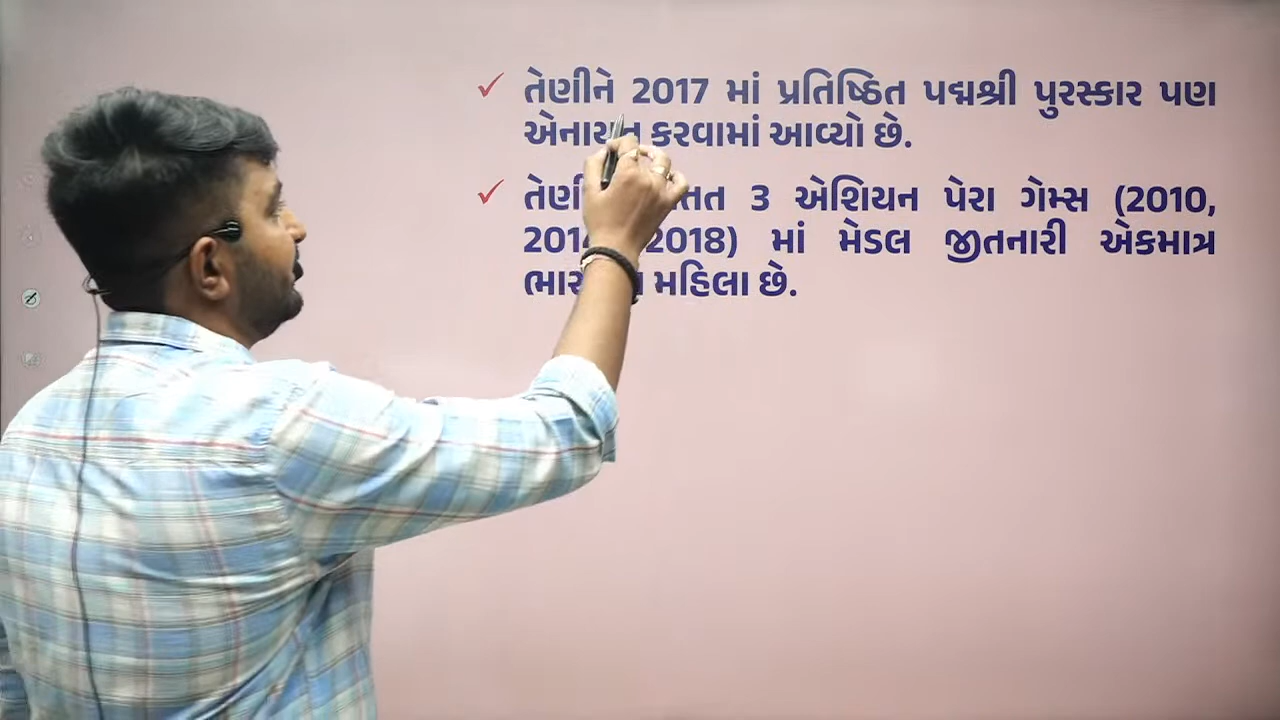 તેણીને 2017 માં પ્રતિષ્ઠિત પદ્મશ્રી પુરસ્કાર પણ
કરવામાં આવ્યો છે.
3 એશિયન પેરા ગેમ્સ (2010,
2018) માં મેડલ જીતનારી એકમાત્ર
મહિલા છે.